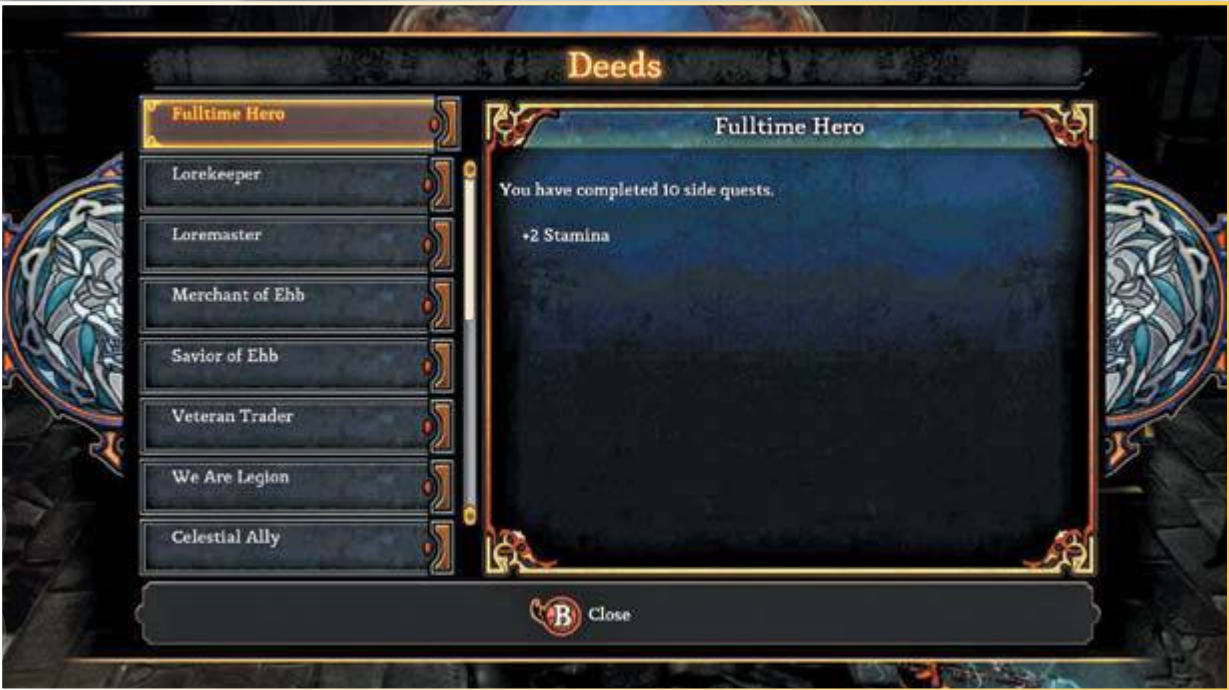 Deeds
Fulltime Hero
Lorekeeper
Loremaster
Merchant of Ehb
Savior of Ehb
Veteran Trader
We Are Legion
Celestial Ally
Fulltime Hero
You have completed 10 side quests.
+2 Stamina
B Close